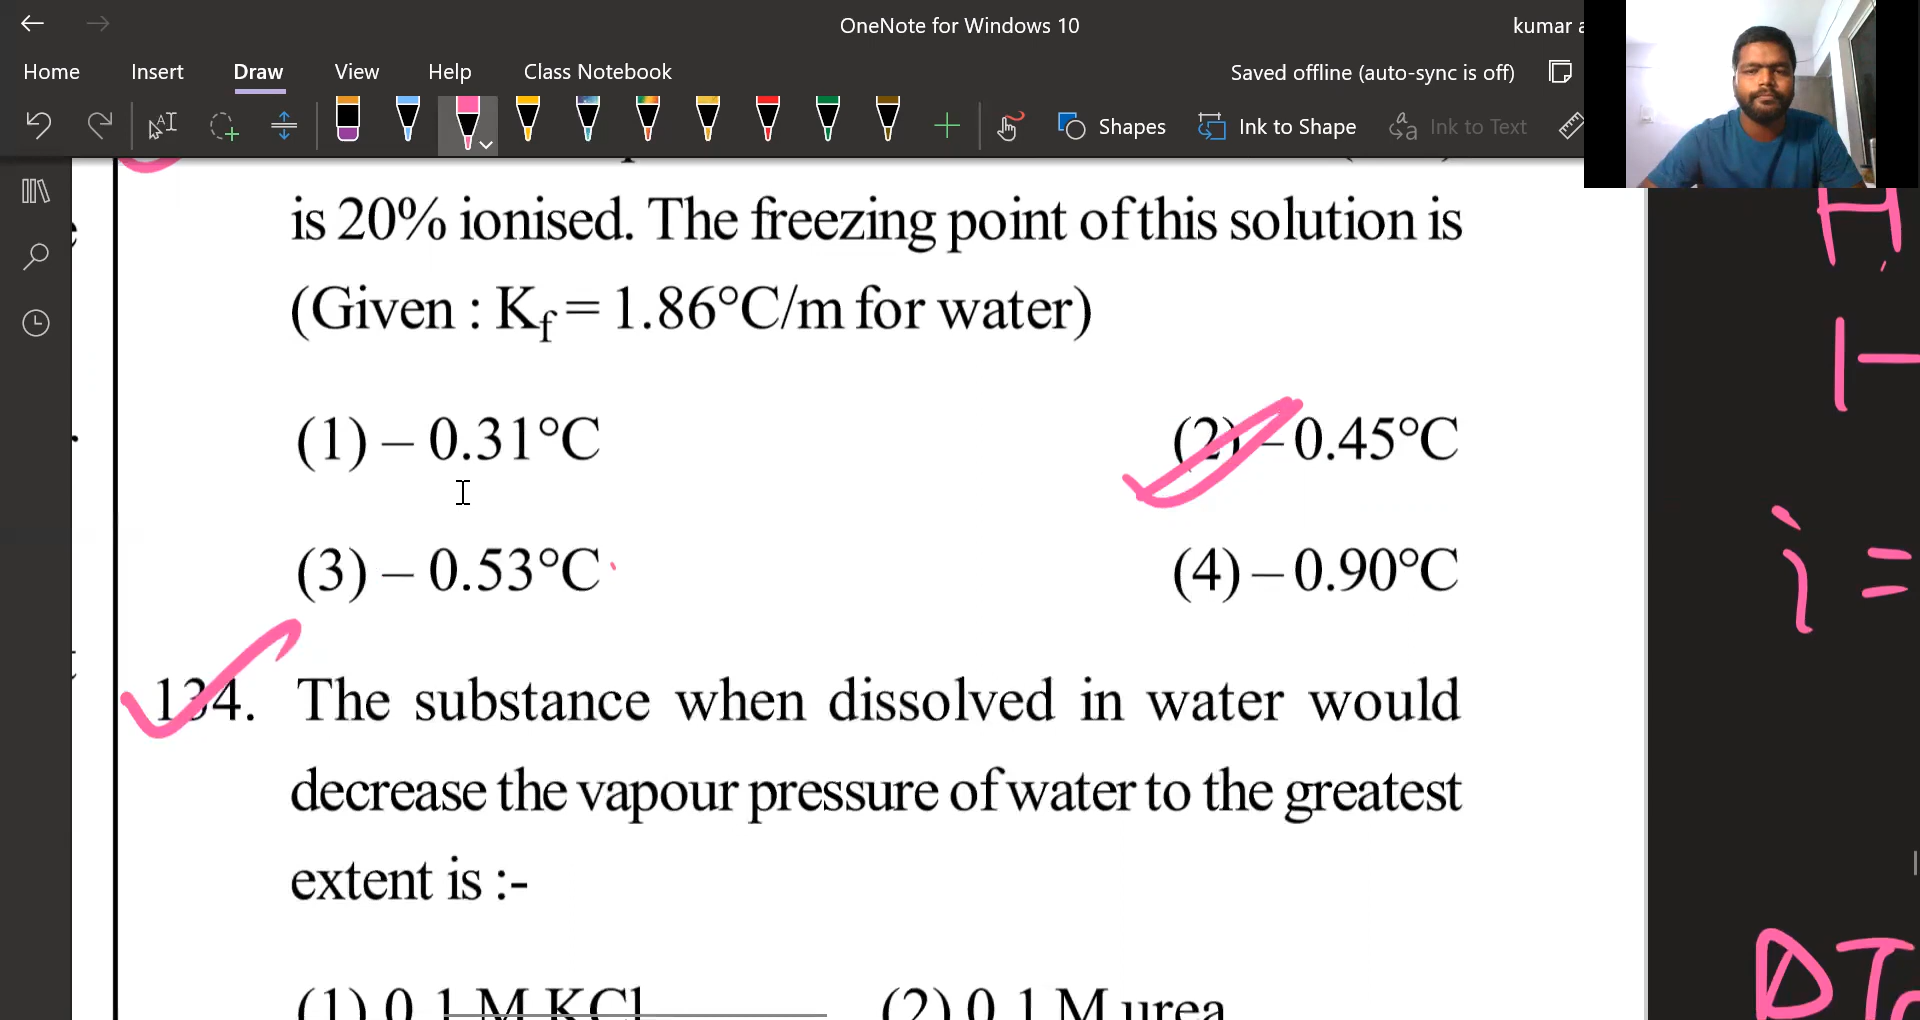 OneNote for Windows 10
kumar a
Home Insert Draw View Help Class Notebook
Saved offline (auto-sync is off)
Shapes Ink to Shape Ink to Text
is 20% ionised. The freezing point of this solution is
(Given : Kf = 1.86°C/m for water)
(1) – 0.31°C (2) – 0.45°C
(3) – 0.53°C (4) – 0.90°C
134. The substance when dissolved in water would
decrease the vapour pressure of water to the greatest
extent is :-
(1) 0.1 M KCl (2) 0.1 M urea
H
i =